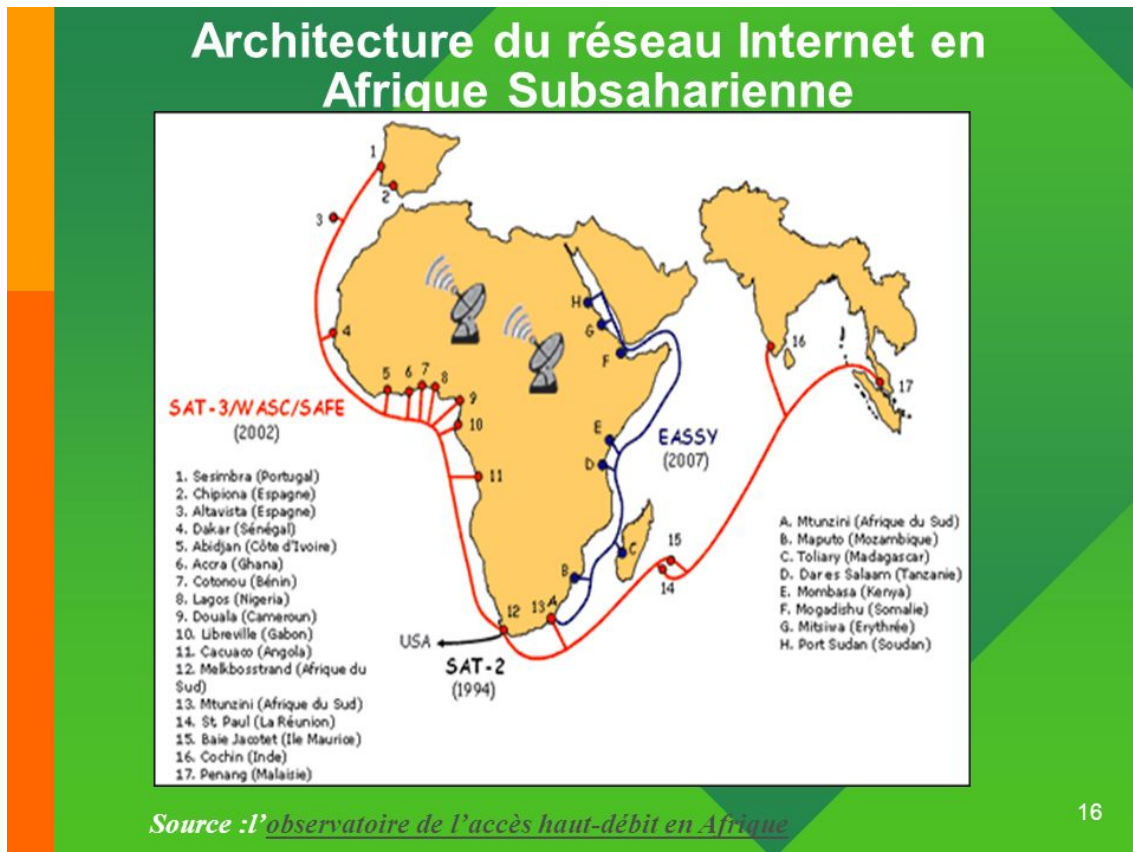 Architecture du réseau Internet en
Afrique Subsaharienne
1
2
3
4
5
6
7
8
9
10
11
12
13
14
15
16
17
A
B
C
D
E
F
G
H
SAT-3/WASC/SAFE
(2002)
EASSY
(2007)
USA
SAT-2
(1994)
1. Sesimbra (Portugal)
2. Chipiona (Espagne)
3. Altavista (Espagne)
4. Dakar (Sénégal)
5. Abidjan (Côte d'Ivoire)
6. Accra (Ghana)
7. Cotonou (Bénin)
8. Lagos (Nigeria)
9. Douala (Cameroun)
10. Libreville (Gabon)
11. Cacuaco (Angola)
12. Melkbosstrand (Afrique du
Sud)
13. Mtunzini (Afrique du Sud)
14. St. Paul (La Réunion)
15. Baie Jacotet (Ile Maurice)
16. Cochin (Inde)
17. Penang (Malaisie)
A. Mtunzini (Afrique du Sud)
B. Maputo (Mozambique)
C. Toliary (Madagascar)
D. Dar es Salaam (Tanzanie)
E. Mombasa (Kenya)
F. Mogadishu (Somalie)
G. Mitsiwa (Erythrée)
H. Port Sudan (Soudan)
Source :l’observatoire de l’accès haut-débit en Afrique
16